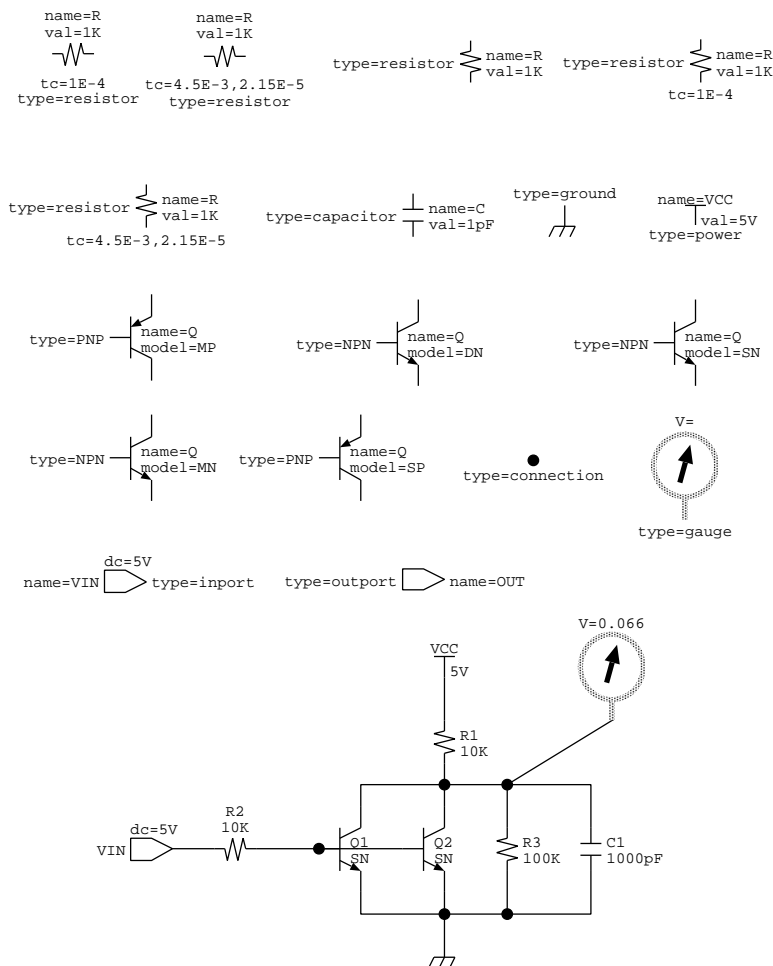 name=R
val=1K
tc=1E-4
type=resistor
name=R
val=1K
tc=4.5E-3,2.15E-5
type=resistor
type=resistor
name=R
val=1K
type=resistor
name=R
val=1K
tc=1E-4
type=resistor
name=R
val=1K
tc=4.5E-3,2.15E-5
type=capacitor
name=C
val=1pF
type=ground
name=VCC
val=5V
type=power
type=PNP
name=Q
model=MP
type=NPN
name=Q
model=DN
type=NPN
name=Q
model=SN
type=NPN
name=Q
model=MN
type=PNP
name=Q
model=SP
type=connection
V=
type=gauge
dc=5V
name=VIN
type=inport
type=outport
name=OUT
V=0.066
VCC
5V
R1
10K
R2
10K
dc=5V
VIN
Q1
SN
Q2
SN
R3
100K
C1
1000pF